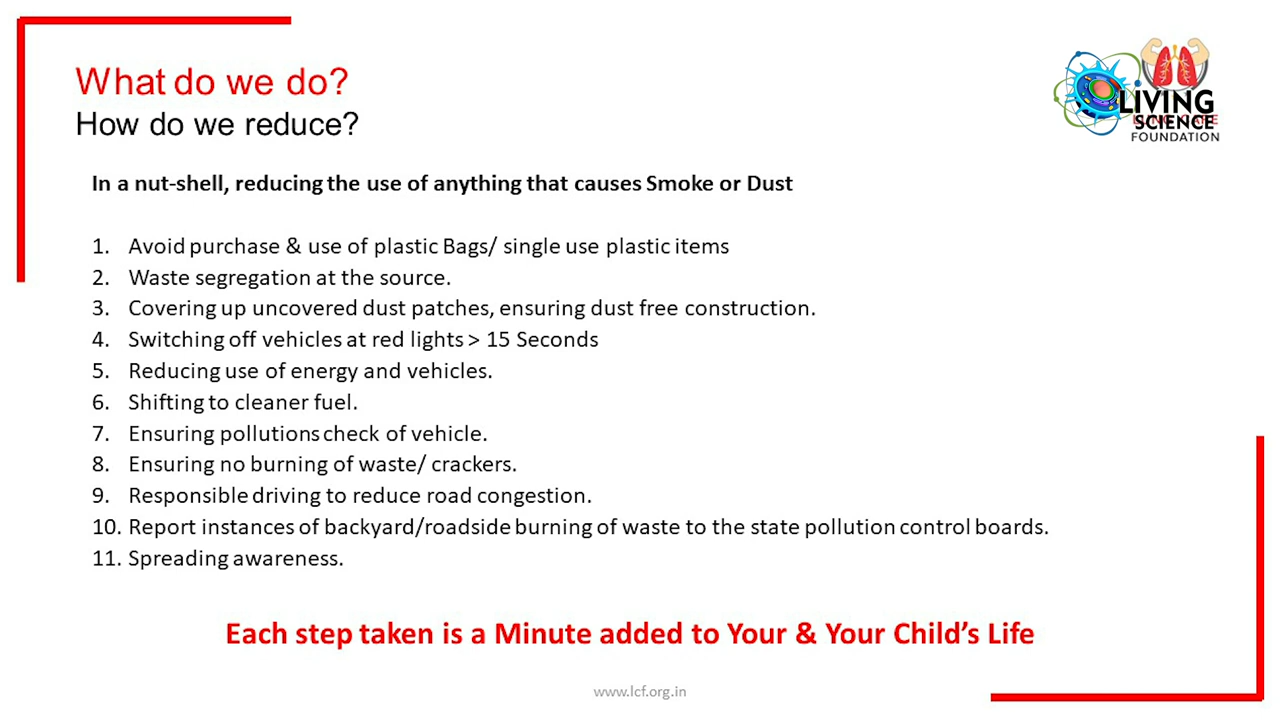 What do we do?
How do we reduce?
LIVING
SCIENCE
FOUNDATION
In a nut-shell, reducing the use of anything that causes Smoke or Dust
1. Avoid purchase & use of plastic Bags/ single use plastic items
2. Waste segregation at the source.
3. Covering up uncovered dust patches, ensuring dust free construction.
4. Switching off vehicles at red lights > 15 Seconds
5. Reducing use of energy and vehicles.
6. Shifting to cleaner fuel.
7. Ensuring pollutions check of vehicle.
8. Ensuring no burning of waste/ crackers.
9. Responsible driving to reduce road congestion.
10. Report instances of backyard/roadside burning of waste to the state pollution control boards.
11. Spreading awareness.
Each step taken is a Minute added to Your & Your Child's Life
www.lcf.org.in